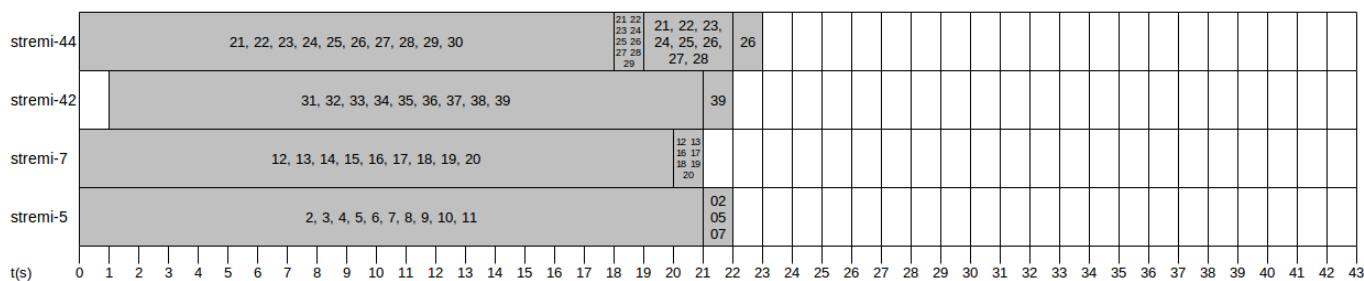 stremi-44
21, 22, 23, 24, 25, 26, 27, 28, 29, 30
21 22
23 24
25 26
27 28
29
21, 22, 23,
24, 25, 26,
27, 28
26
stremi-42
31, 32, 33, 34, 35, 36, 37, 38, 39
39
stremi-7
12, 13, 14, 15, 16, 17, 18, 19, 20
12 13
16 17
18 19
20
stremi-5
2, 3, 4, 5, 6, 7, 8, 9, 10, 11
02
05
07
t(s) 0 1 2 3 4 5 6 7 8 9 10 11 12 13 14 15 16 17 18 19 20 21 22 23 24 25 26 27 28 29 30 31 32 33 34 35 36 37 38 39 40 41 42 43